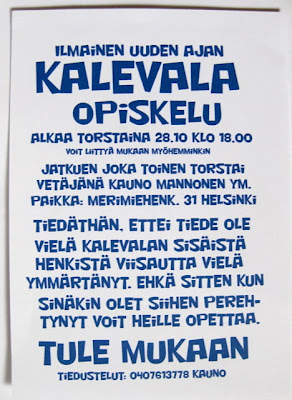 ILMAINEN UUDEN AJAN
KALEVALA
OPISKELU
ALKAA TORSTAINA 28.10 KLO 18.00
VOIT LIITTYÄ MUKAAN MYÖHEMMINKIN
JATKUEN JOKA TOINEN TORSTAI
VETÄJÄNÄ KAUNO MANNONEN YM.
PAIKKA: MERIMIEHENK. 31 HELSINKI
TIEDÄTHÄN, ETTEI TIEDE OLE
VIELÄ KALEVALAN SISÄISTÄ
HENKISTÄ VIISAUTTA VIELÄ
YMMÄRTÄNYT. EHKÄ SITTEN KUN
SINÄKIN OLET SIIHEN PEREH-
TYNYT VOIT HEILLE OPETTAA.
TULE MUKAAN
TIEDUSTELUT: 0407613778 KAUNO